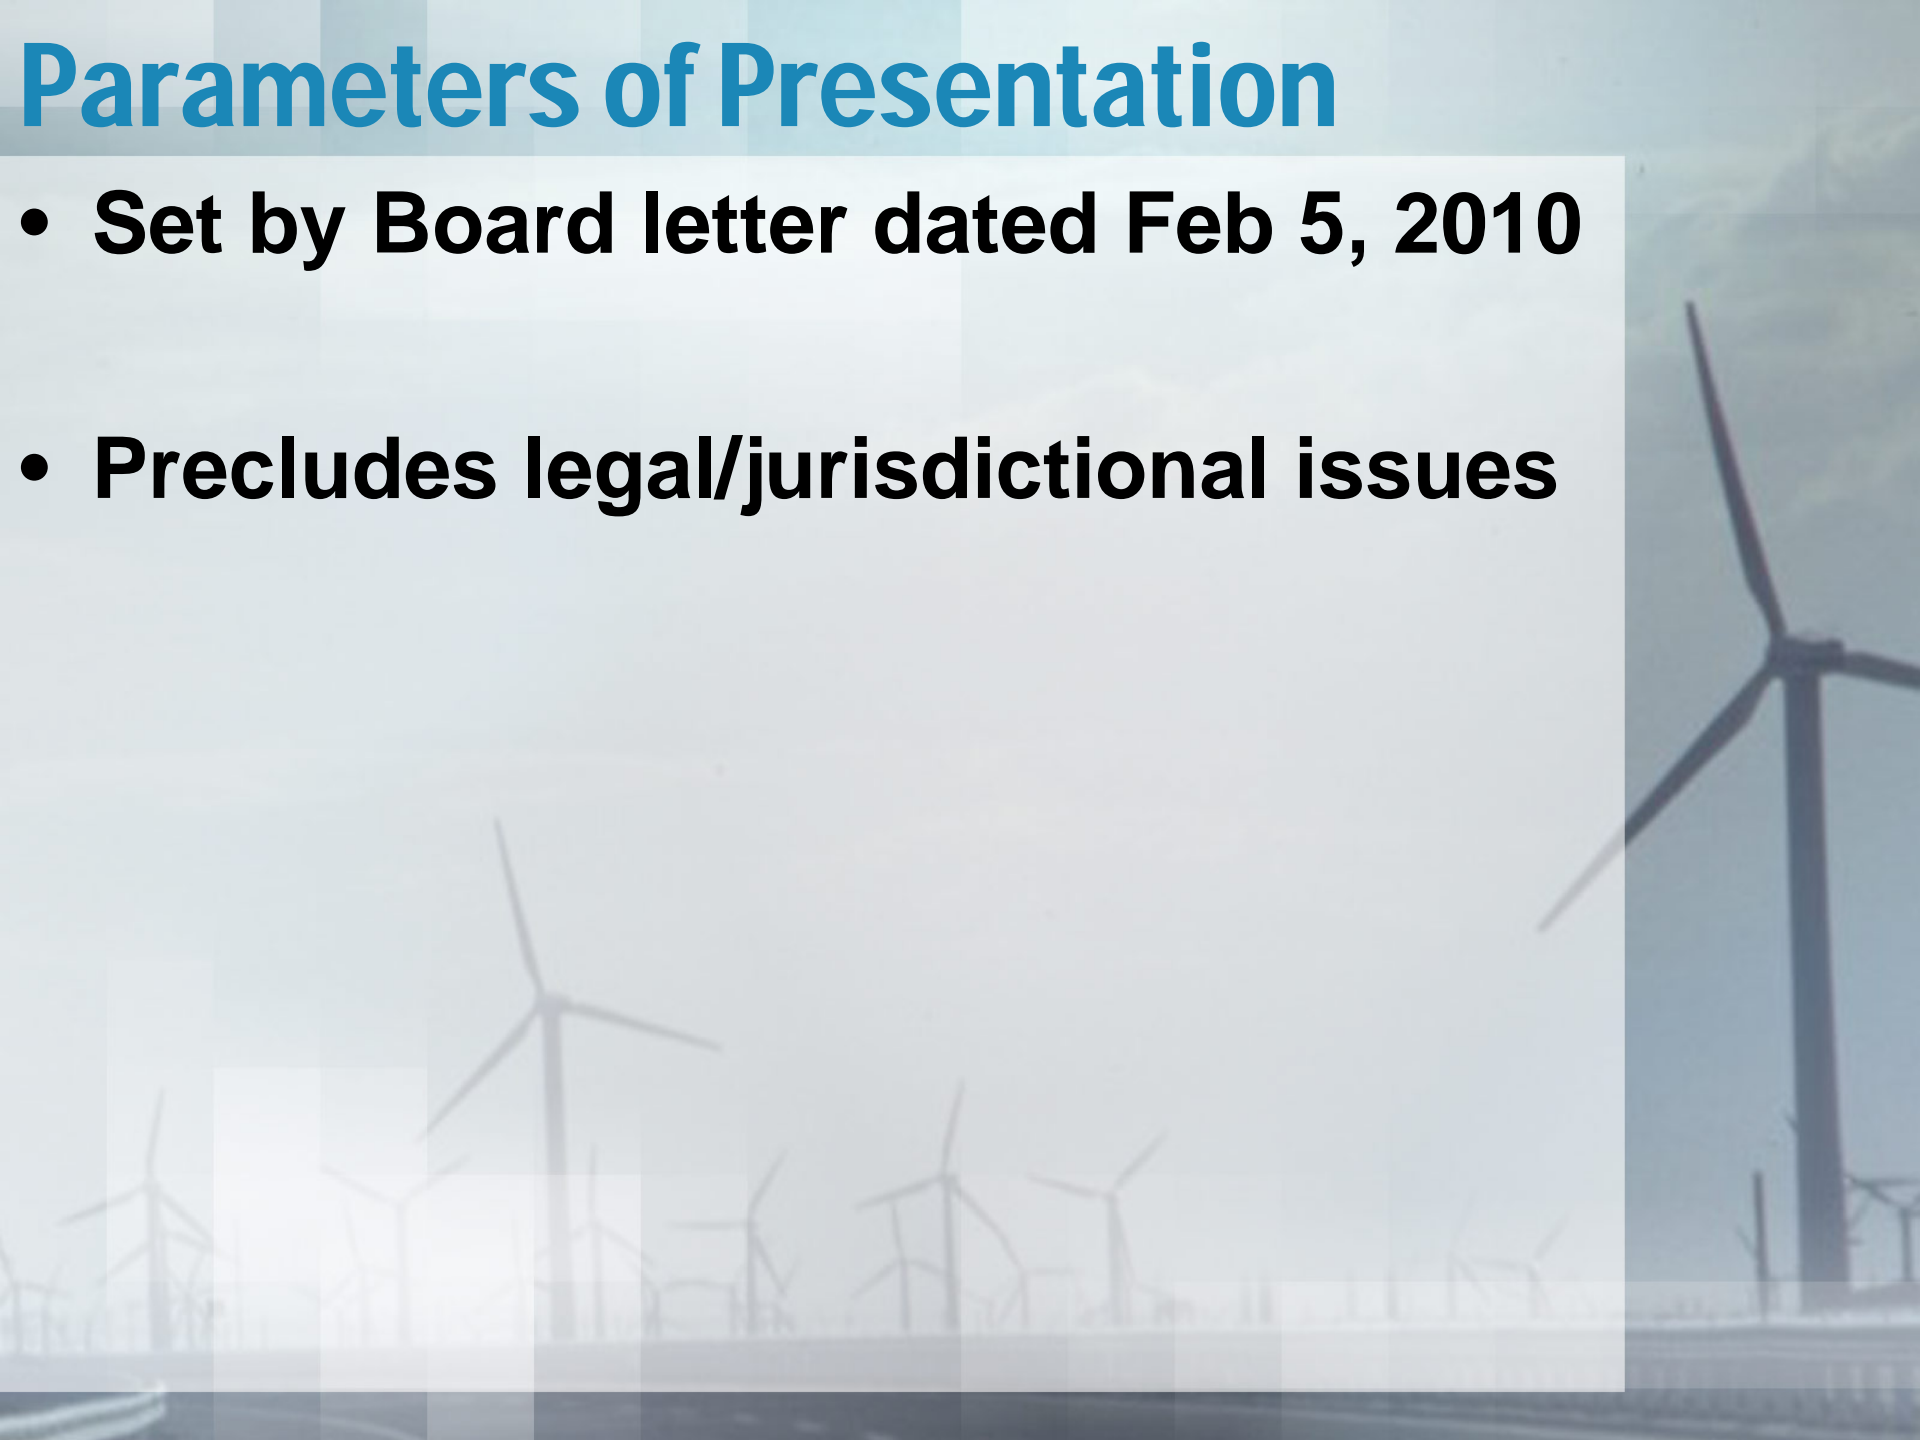 Parameters of Presentation
• Set by Board letter dated Feb 5, 2010
• Precludes legal/jurisdictional issues